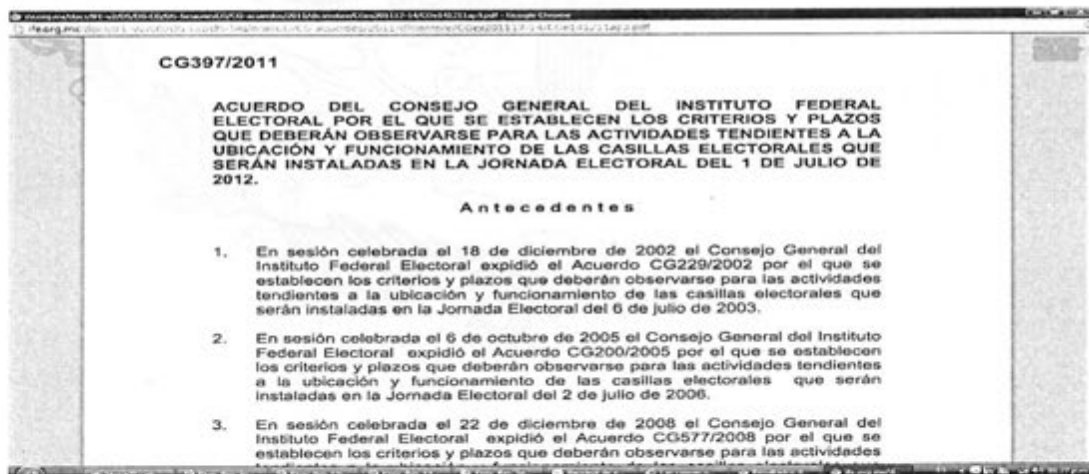 CG397/2011
ACUERDO DEL CONSEJO GENERAL DEL INSTITUTO FEDERAL
ELECTORAL POR EL QUE SE ESTABLECEN LOS CRITERIOS Y PLAZOS
QUE DEBERÁN OBSERVARSE PARA LAS ACTIVIDADES TENDIENTES A LA
UBICACIÓN Y FUNCIONAMIENTO DE LAS CASILLAS ELECTORALES QUE
SERÁN INSTALADAS EN LA JORNADA ELECTORAL DEL 1 DE JULIO DE
2012.
Antecedentes
1. En sesión celebrada el 18 de diciembre de 2002 el Consejo General del
Instituto Federal Electoral expidió el Acuerdo CG229/2002 por el que se
establecen los criterios y plazos que deberán observarse para las actividades
tendientes a la ubicación y funcionamiento de las casillas electorales que
serán instaladas en la Jornada Electoral del 6 de julio de 2003.
2. En sesión celebrada el 6 de octubre de 2005 el Consejo General del Instituto
Federal Electoral expidió el Acuerdo CG200/2005 por el que se establecen
los criterios y plazos que deberán observarse para las actividades tendientes
a la ubicación y funcionamiento de las casillas electorales que serán
instaladas en la Jornada Electoral del 2 de julio de 2006.
3. En sesión celebrada el 22 de diciembre de 2008 el Consejo General del
Instituto Federal Electoral expidió el Acuerdo CG577/2008 por el que se
establecen los criterios y plazos que deberán observarse para las actividades